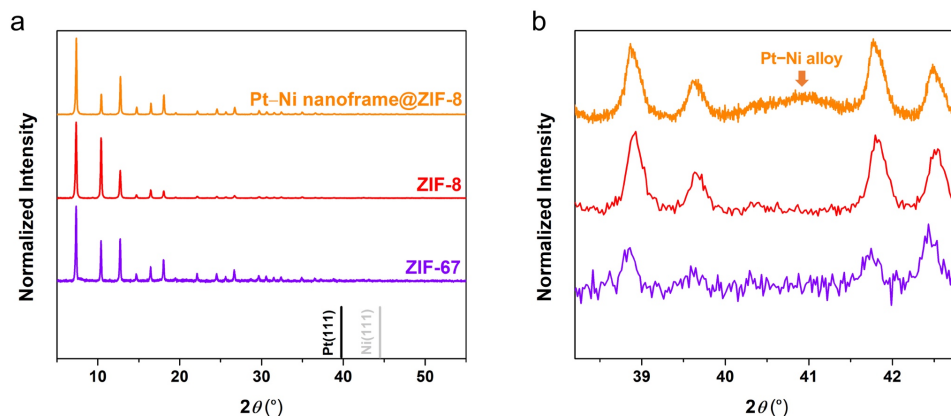 a
Normalized Intensity
Pt–Ni nanoframe@ZIF-8
ZIF-8
ZIF-67
Pt(111)
Ni(111)
10 20 30 40 50
2θ (°)
b
Normalized Intensity
Pt−Ni alloy
39 40 41 42
2θ (°)